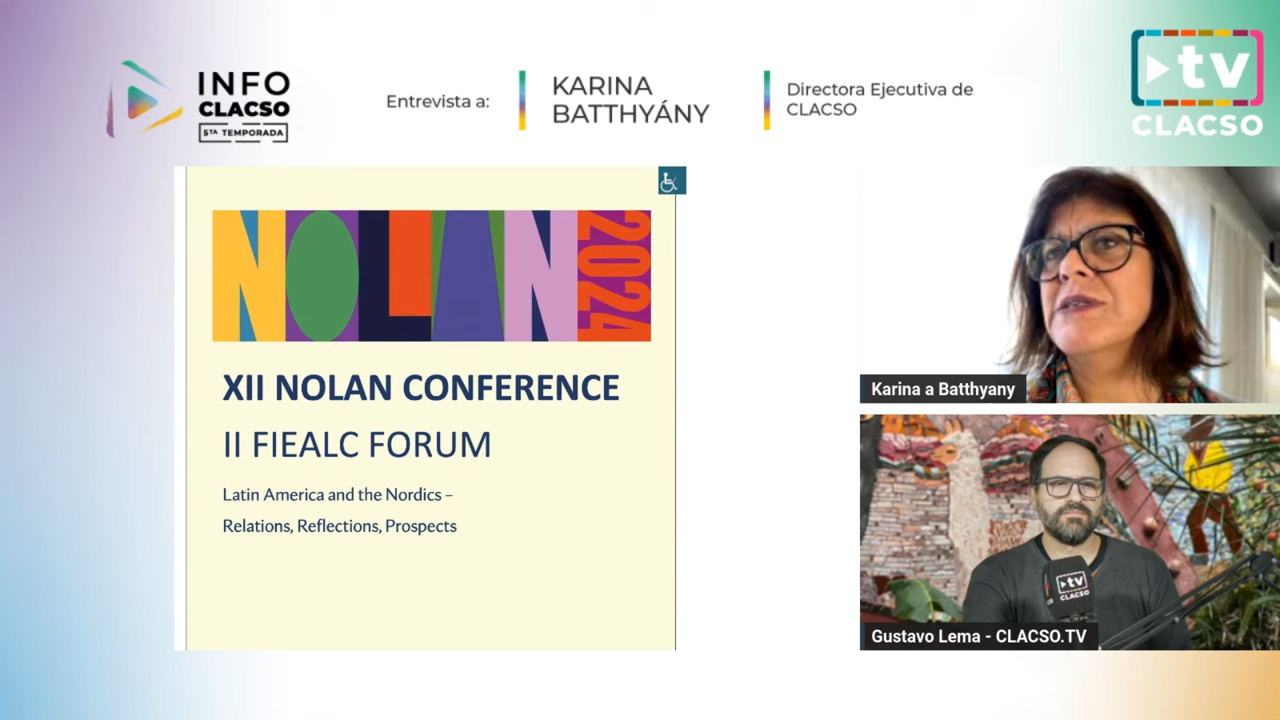 INFO
CLACSO
5TA TEMPORADA
Entrevista a:
KARINA
BATTHYÁNY
Directora Ejecutiva de
CLACSO
tv
CLACSO
NOLAN 2024
XII NOLAN CONFERENCE
II FIEALC FORUM
Latin America and the Nordics –
Relations, Reflections, Prospects
Karina a Batthyany
tv
CLACSO
Gustavo Lema - CLACSO.TV